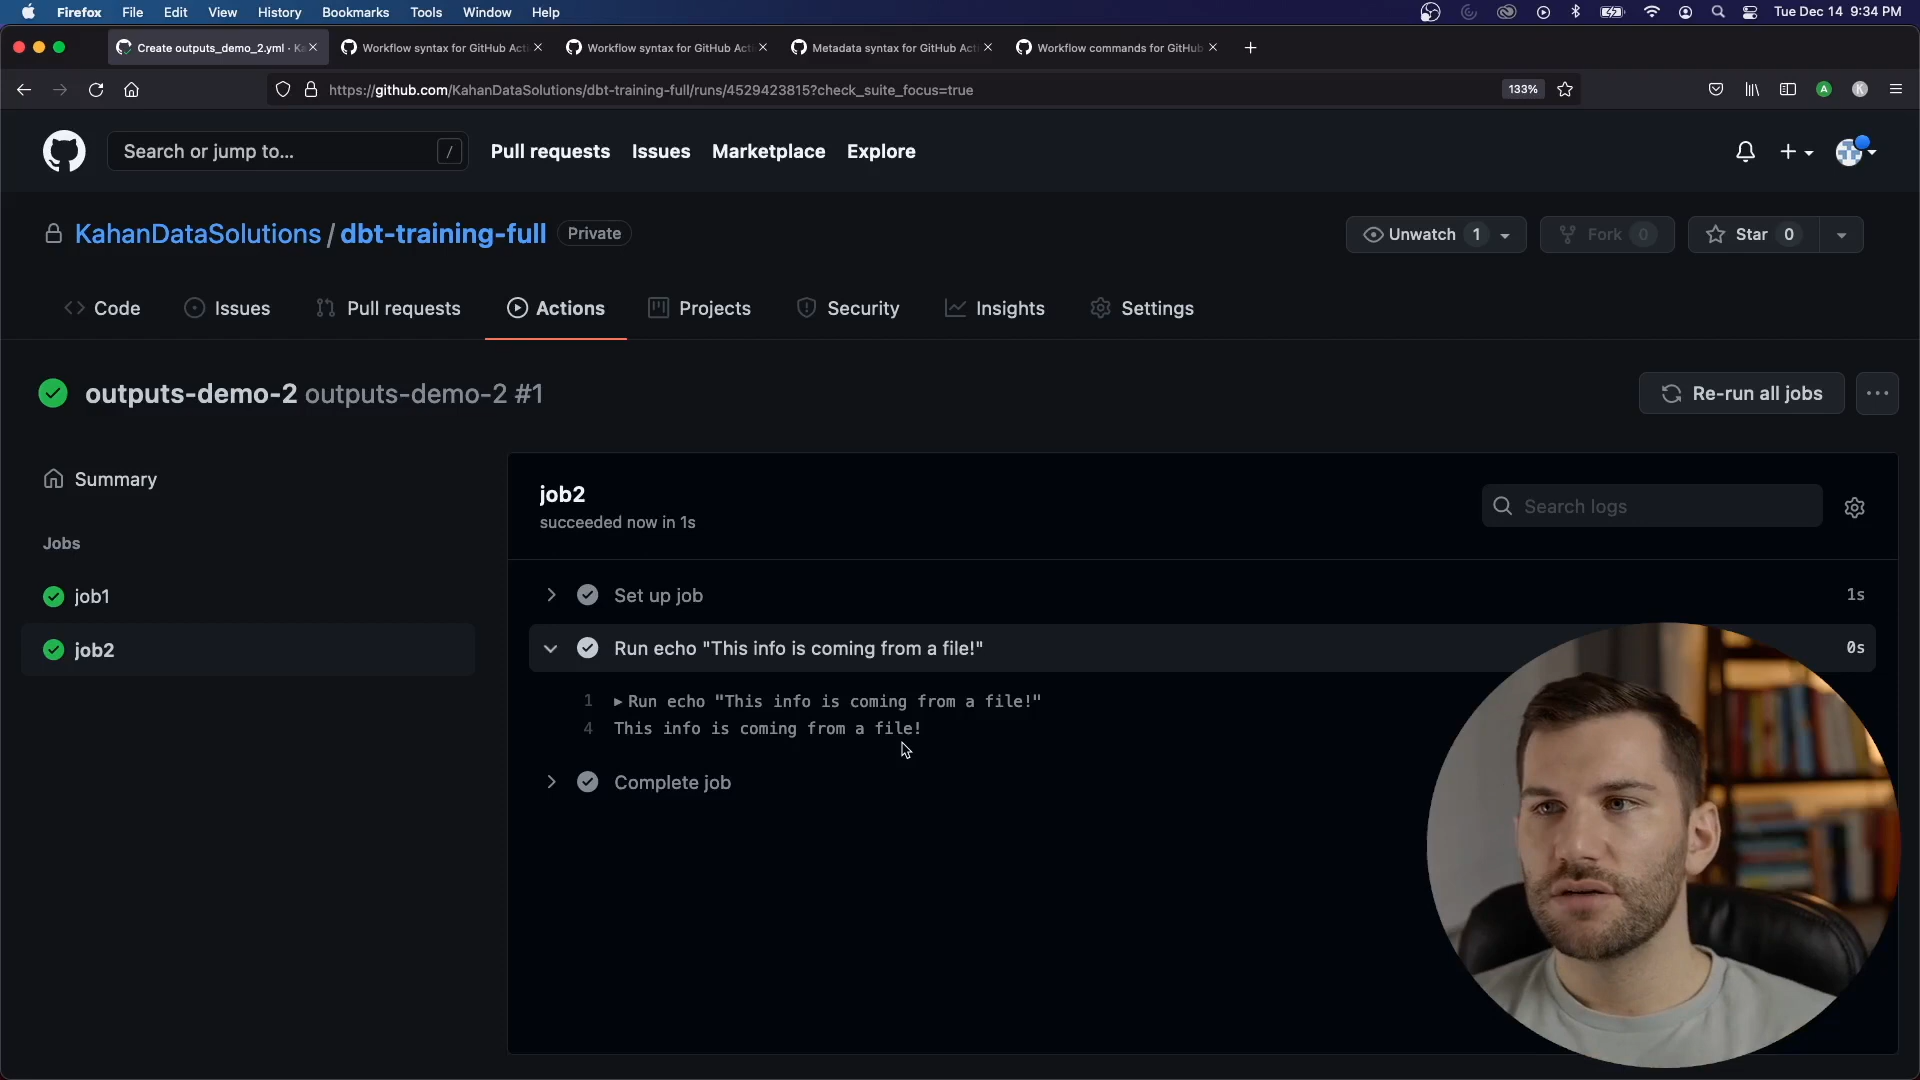 Firefox File Edit View History Bookmarks Tools Window Help Tue Dec 14 9:34 PM
Create outputs_demo_2.yml · Ka Workflow syntax for GitHub Acti Workflow syntax for GitHub Acti Metadata syntax for GitHub Acti Workflow commands for GitHub
https://github.com/KahanDataSolutions/dbt-training-full/runs/4529423815?check_suite_focus=true 133% A K
Search or jump to... / Pull requests Issues Marketplace Explore
KahanDataSolutions / dbt-training-full Private Unwatch 1 Fork 0 Star 0
Code Issues Pull requests Actions Projects Security Insights Settings
outputs-demo-2 outputs-demo-2 #1 Re-run all jobs
Summary
Jobs
job1
job2
job2
succeeded now in 1s
Search logs
Set up job 1s
Run echo "This info is coming from a file!" 0s
1 Run echo "This info is coming from a file!"
4 This info is coming from a file!
Complete job